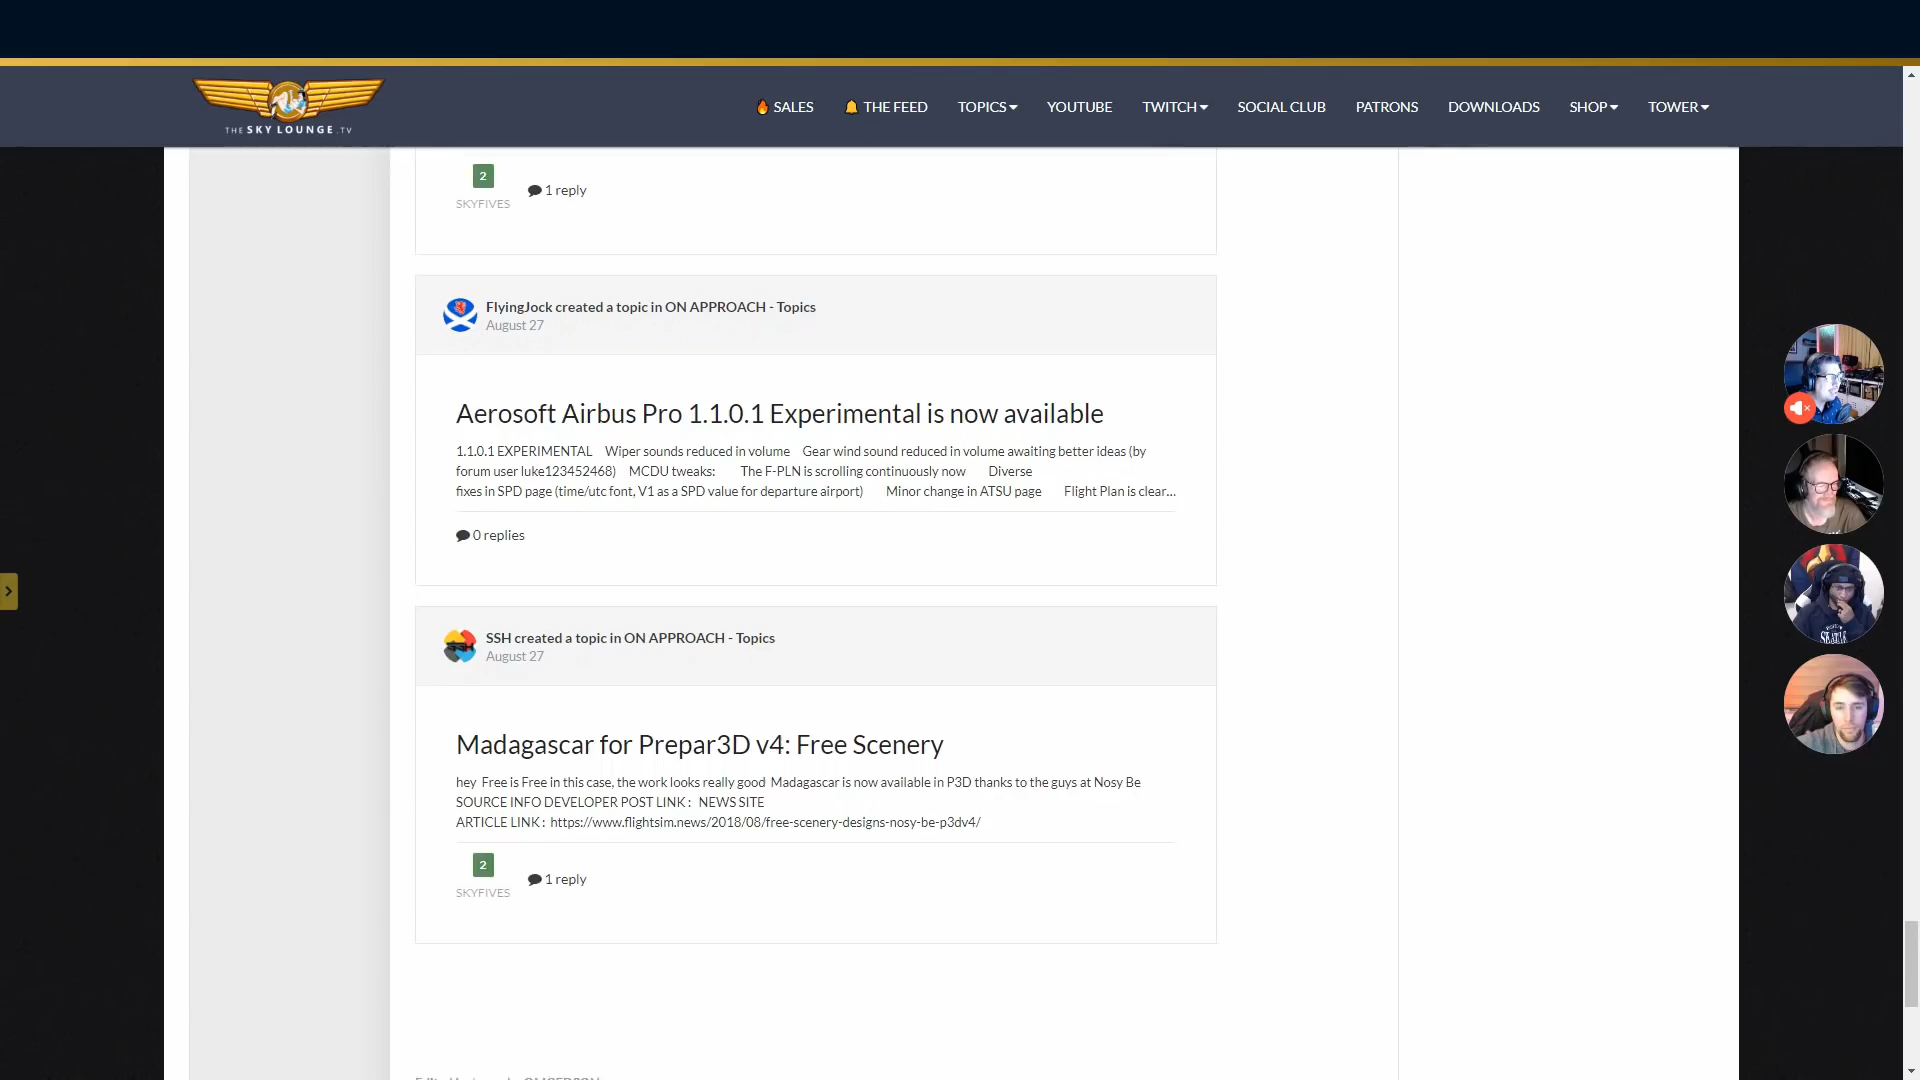 THE SKY LOUNGE .TV
SALES
THE FEED
TOPICS
YOUTUBE
TWITCH
SOCIAL CLUB
PATRONS
DOWNLOADS
SHOP
TOWER
2
SKYFIVES
1 reply
FlyingJock created a topic in ON APPROACH - Topics
August 27
Aerosoft Airbus Pro 1.1.0.1 Experimental is now available
1.1.0.1 EXPERIMENTAL Wiper sounds reduced in volume Gear wind sound reduced in volume awaiting better ideas (by
forum user luke123452468) MCDU tweaks: The F-PLN is scrolling continuously now Diverse
fixes in SPD page (time/utc font, V1 as a SPD value for departure airport) Minor change in ATSU page Flight Plan is clear...
0 replies
SSH created a topic in ON APPROACH - Topics
August 27
Madagascar for Prepar3D v4: Free Scenery
hey Free is Free in this case, the work looks really good Madagascar is now available in P3D thanks to the guys at Nosy Be
SOURCE INFO DEVELOPER POST LINK : NEWS SITE
ARTICLE LINK : https://www.flightsim.news/2018/08/free-scenery-designs-nosy-be-p3dv4/
2
SKYFIVES
1 reply